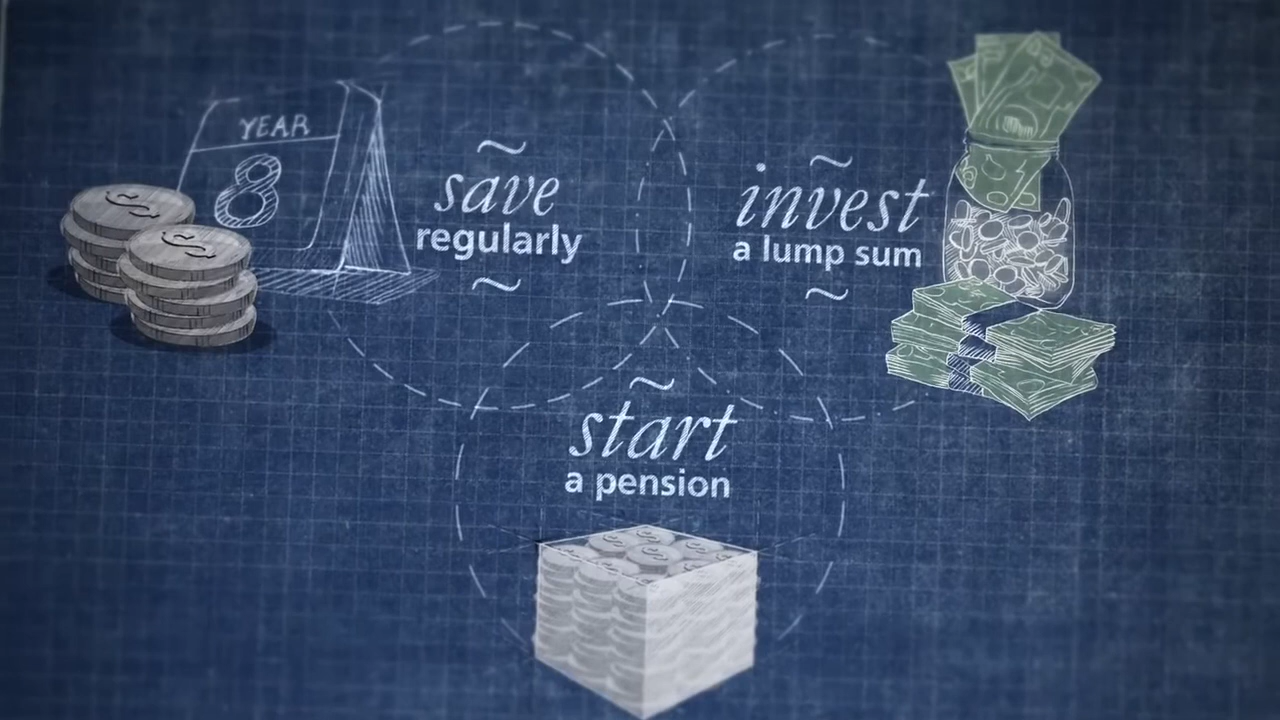 YEAR
8
save
regularly
invest
a lump sum
start
a pension